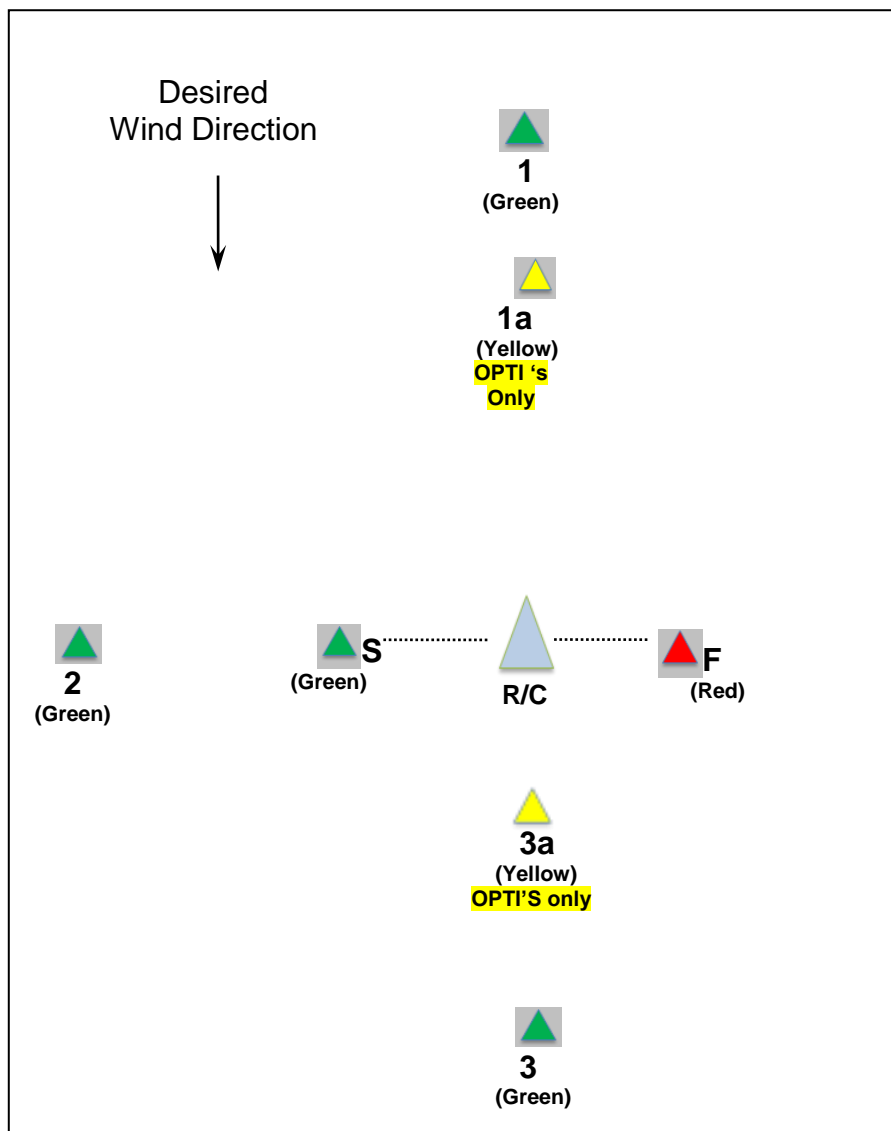 Desired
Wind Direction
1
(Green)
1a
(Yellow)
OPTI ‘s
Only
2
(Green)
S
(Green)
R/C
F
(Red)
3a
(Yellow)
OPTI’S only
3
(Green)